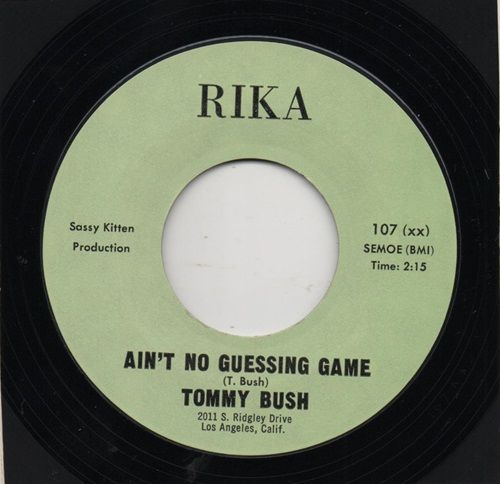 RIKA
Sassy Kitten
Production
107 (xx)
SEMOE (BMI)
Time: 2:15
AIN'T NO GUESSING GAME
(T. Bush)
TOMMY BUSH
2011 S. Ridgley Drive
Los Angeles, Calif.